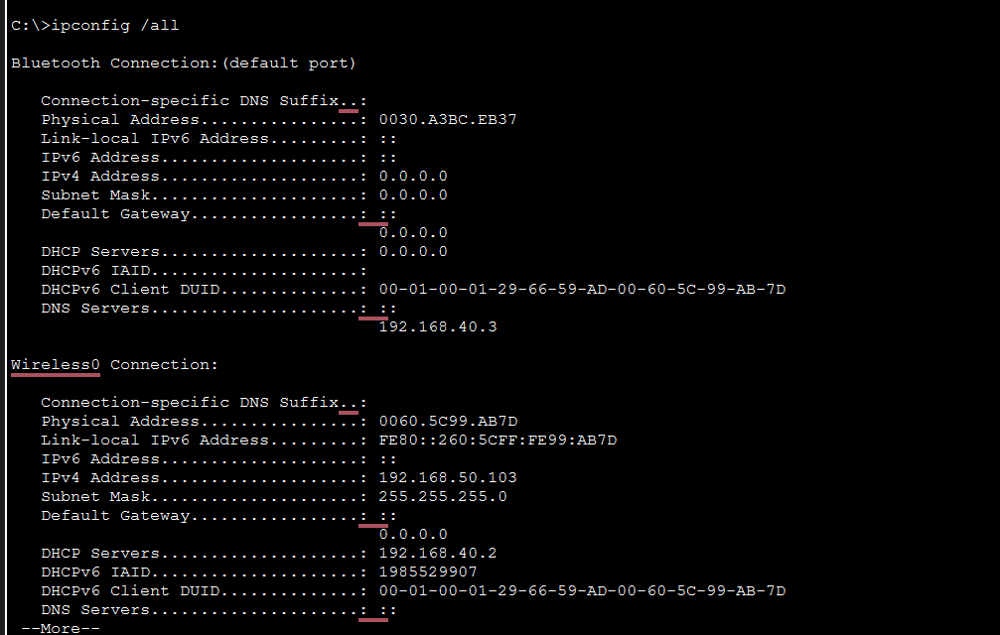 C:\>ipconfig /all
Bluetooth Connection:(default port)
Connection-specific DNS Suffix..:
Physical Address................: 0030.A3BC.EB37
Link-local IPv6 Address.........: ::
IPv6 Address....................: ::
IPv4 Address....................: 0.0.0.0
Subnet Mask.....................: 0.0.0.0
Default Gateway.................: ::
0.0.0.0
DHCP Servers....................: 0.0.0.0
DHCPv6 IAID.....................:
DHCPv6 Client DUID..............: 00-01-00-01-29-66-59-AD-00-60-5C-99-AB-7D
DNS Servers.....................: ::
192.168.40.3
Wireless0 Connection:
Connection-specific DNS Suffix..:
Physical Address................: 0060.5C99.AB7D
Link-local IPv6 Address.........: FE80::260:5CFF:FE99:AB7D
IPv6 Address....................: ::
IPv4 Address....................: 192.168.50.103
Subnet Mask.....................: 255.255.255.0
Default Gateway.................: ::
0.0.0.0
DHCP Servers....................: 192.168.40.2
DHCPv6 IAID.....................: 1985529907
DHCPv6 Client DUID..............: 00-01-00-01-29-66-59-AD-00-60-5C-99-AB-7D
DNS Servers.....................: ::
--More--